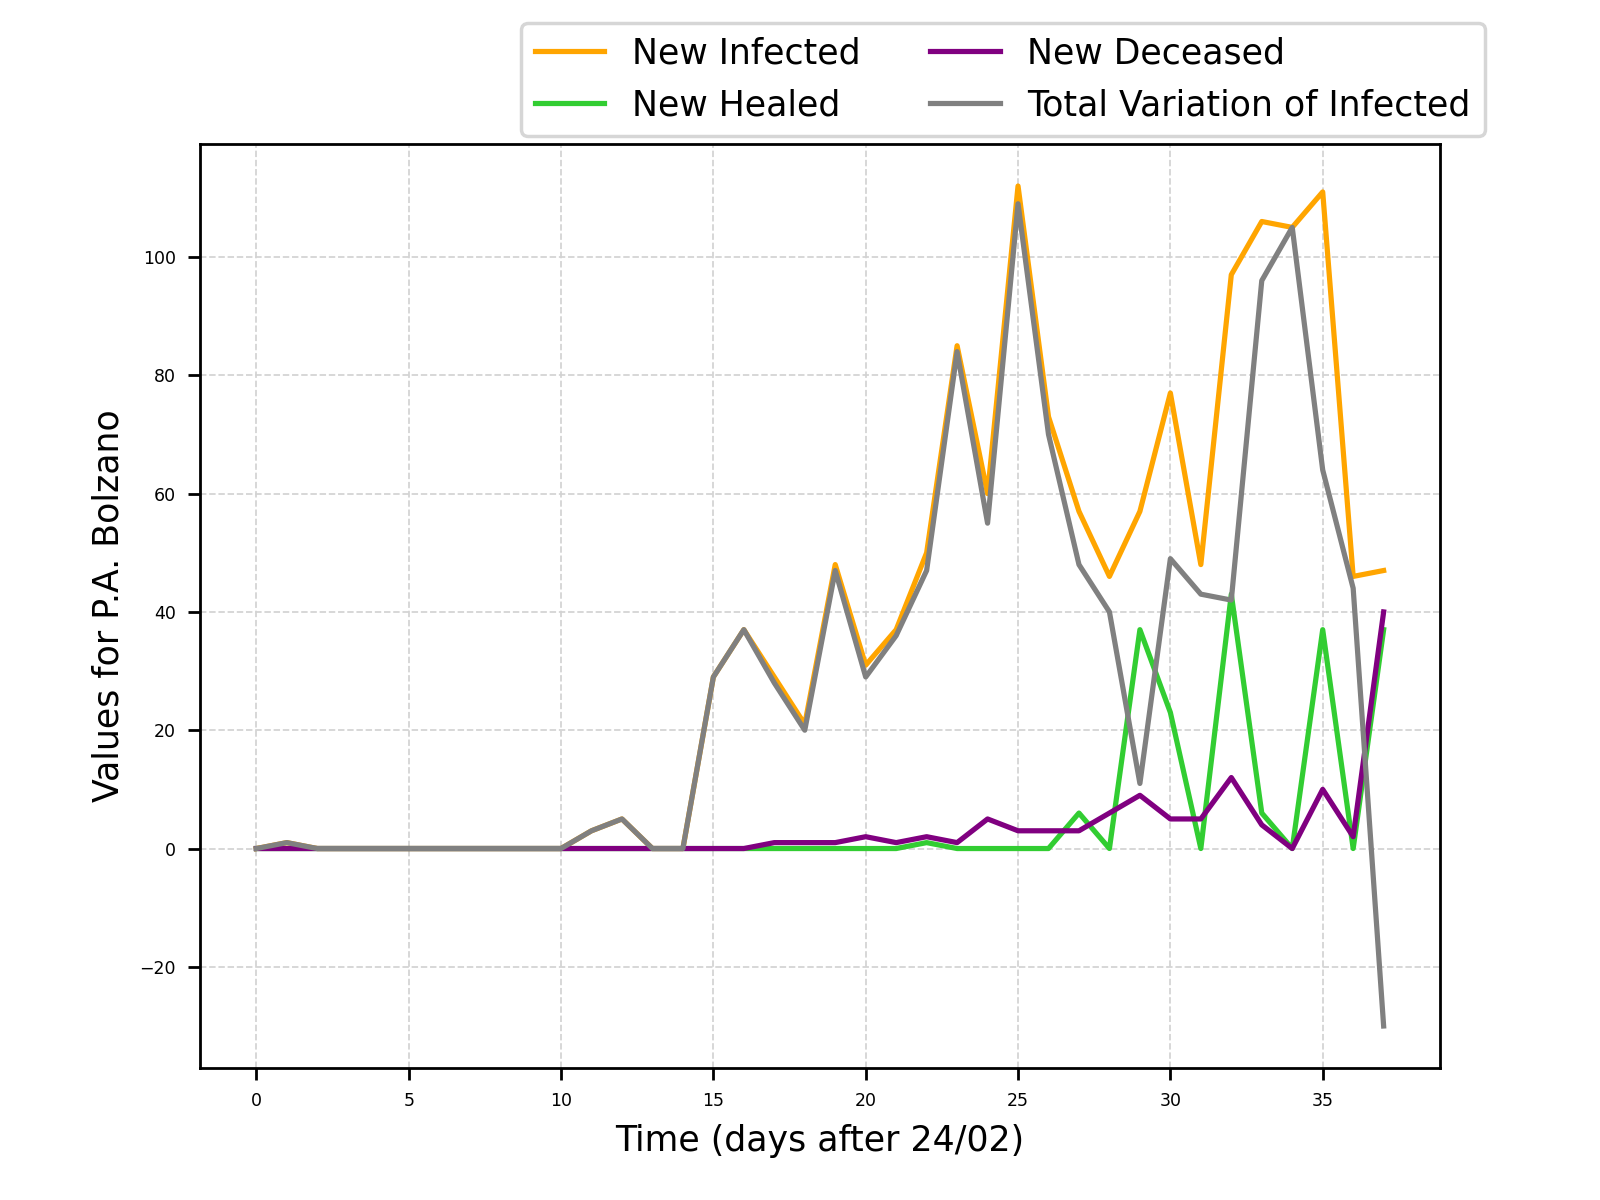 New Infected
New Healed
New Deceased
Total Variation of Infected
Values for P.A. Bolzano
100
80
60
40
20
0
−20
0 5 10 15 20 25 30 35
Time (days after 24/02)